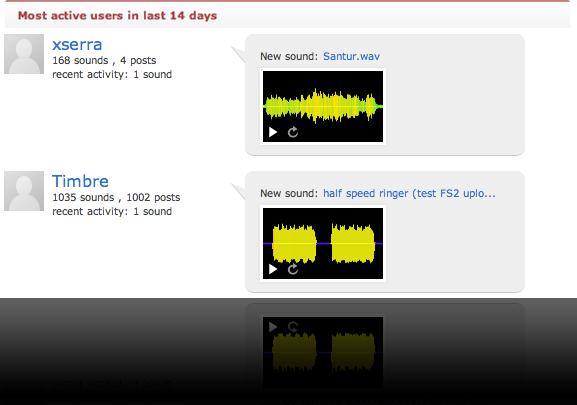 Most active users in last 14 days
xserra
168 sounds , 4 posts
recent activity: 1 sound
New sound: Santur.wav
Timbre
1035 sounds , 1002 posts
recent activity: 1 sound
New sound: half speed ringer (test FS2 uplo...